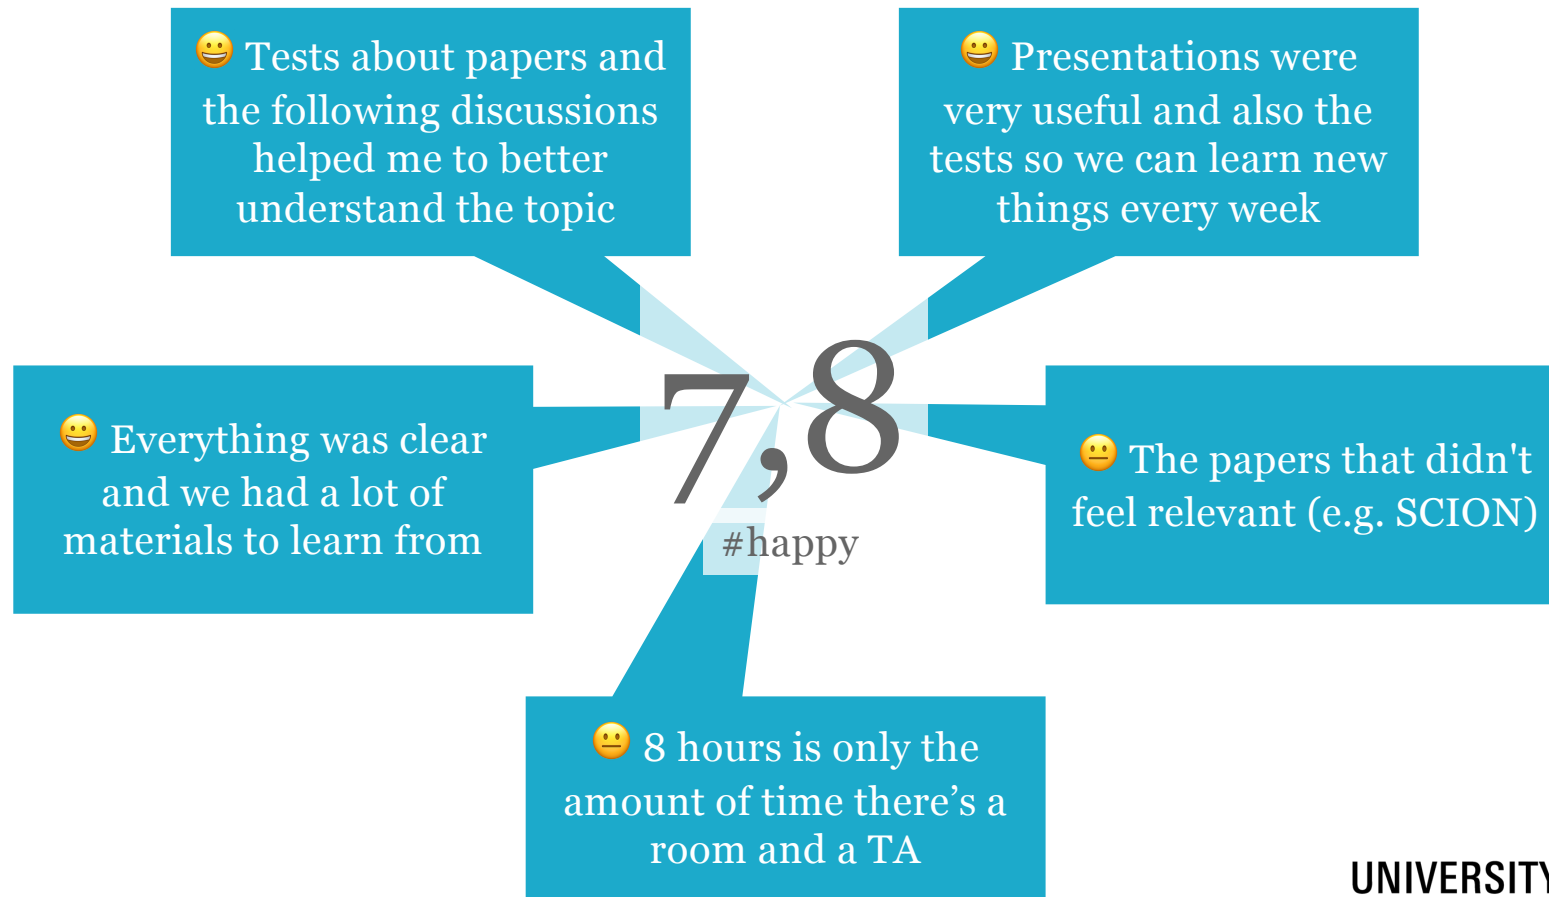 😀 Tests about papers and
the following discussions
helped me to better
understand the topic
😀 Presentations were
very useful and also the
tests so we can learn new
things every week
😀 Everything was clear
and we had a lot of
materials to learn from
7,8
#happy
😐 The papers that didn't
feel relevant (e.g. SCION)
😐 8 hours is only the
amount of time there’s a
room and a TA
UNIVERSITY